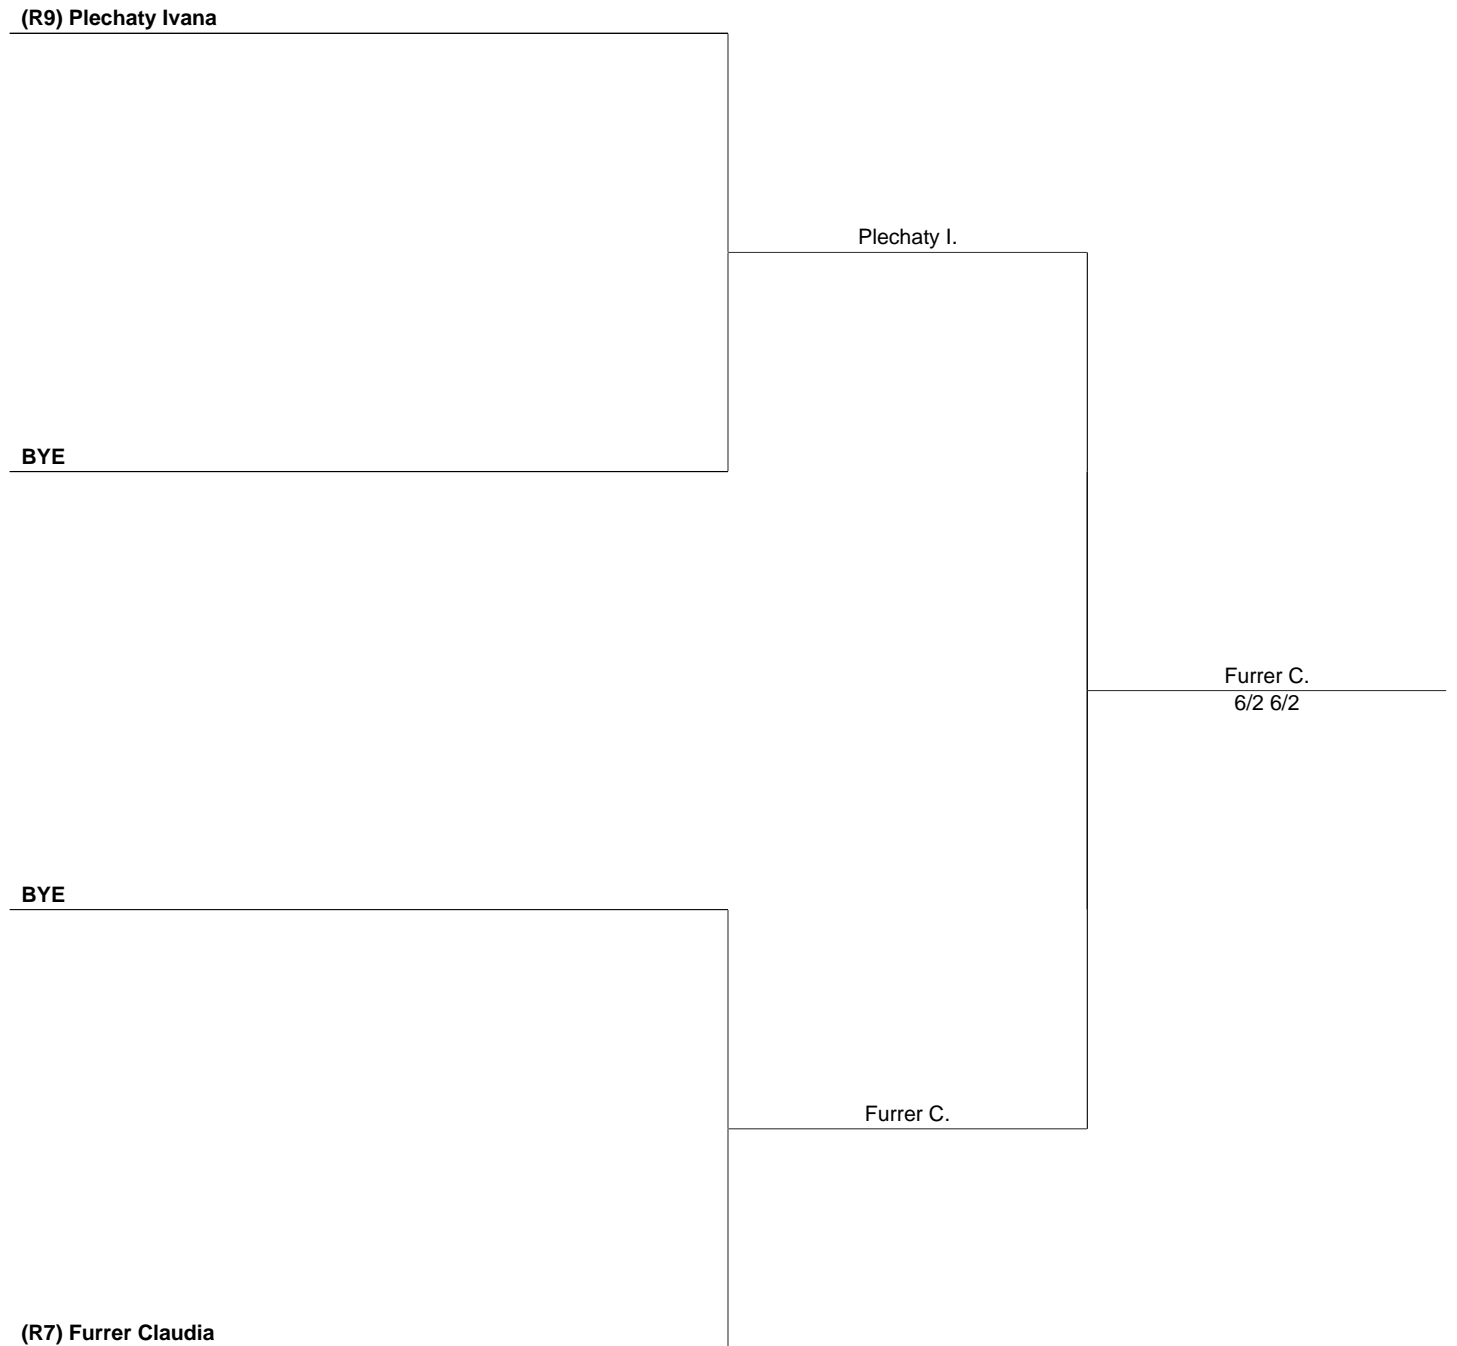 (R9) Plechaty Ivana
Plechaty I.
BYE
Furrer C.
6/2 6/2
BYE
Furrer C.
(R7) Furrer Claudia